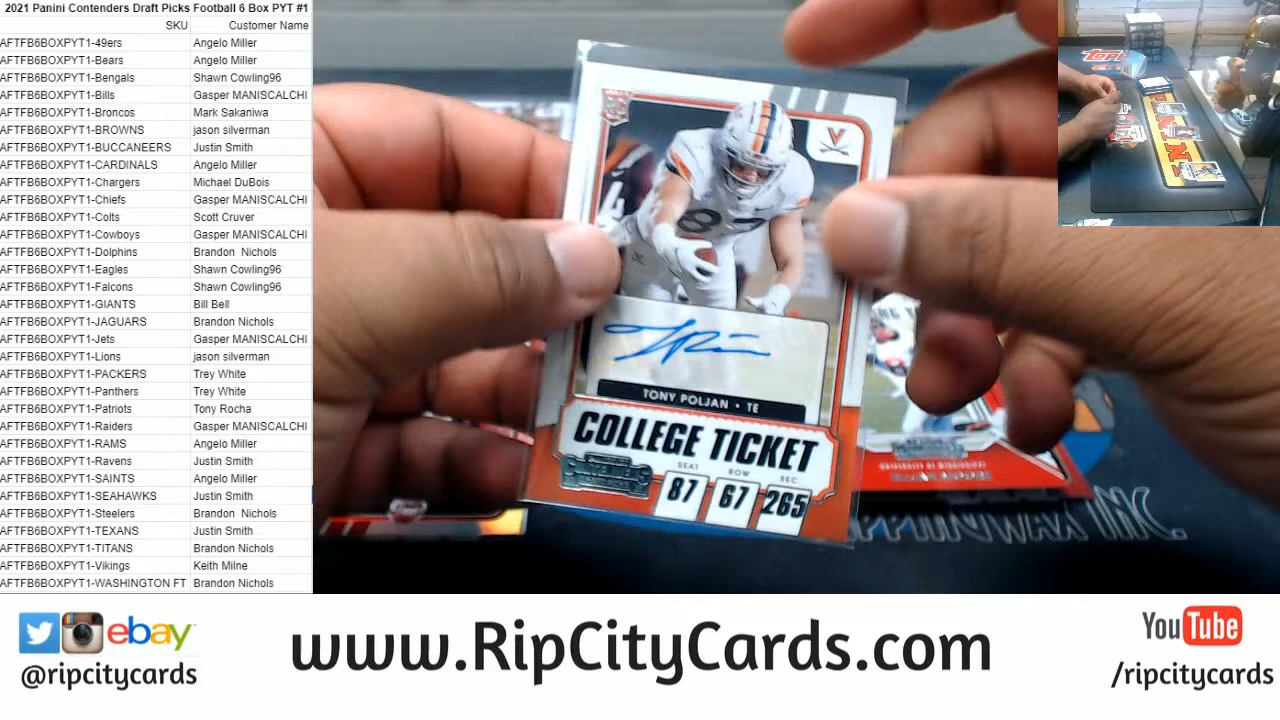 2021 Panini Contenders Draft Picks Football 6 Box PYT #1
SKU Customer Name
AFTFB6BOXPYT1-49ers Angelo Miller
AFTFB6BOXPYT1-Bears Angelo Miller
AFTFB6BOXPYT1-Bengals Shawn Cowling96
AFTFB6BOXPYT1-Bills Gasper MANISCALCHI
AFTFB6BOXPYT1-Broncos Mark Sakaniwa
AFTFB6BOXPYT1-BROWNS jason silverman
AFTFB6BOXPYT1-BUCCANEERS Justin Smith
AFTFB6BOXPYT1-CARDINALS Angelo Miller
AFTFB6BOXPYT1-Chargers Michael DuBois
AFTFB6BOXPYT1-Chiefs Gasper MANISCALCHI
AFTFB6BOXPYT1-Colts Scott Cruver
AFTFB6BOXPYT1-Cowboys Gasper MANISCALCHI
AFTFB6BOXPYT1-Dolphins Brandon Nichols
AFTFB6BOXPYT1-Eagles Shawn Cowling96
AFTFB6BOXPYT1-Falcons Shawn Cowling96
AFTFB6BOXPYT1-GIANTS Bill Bell
AFTFB6BOXPYT1-JAGUARS Brandon Nichols
AFTFB6BOXPYT1-Jets Gasper MANISCALCHI
AFTFB6BOXPYT1-Lions jason silverman
AFTFB6BOXPYT1-PACKERS Trey White
AFTFB6BOXPYT1-Panthers Trey White
AFTFB6BOXPYT1-Patriots Tony Rocha
AFTFB6BOXPYT1-Raiders Gasper MANISCALCHI
AFTFB6BOXPYT1-RAMS Angelo Miller
AFTFB6BOXPYT1-Ravens Justin Smith
AFTFB6BOXPYT1-SAINTS Angelo Miller
AFTFB6BOXPYT1-SEAHAWKS Justin Smith
AFTFB6BOXPYT1-Steelers Brandon Nichols
AFTFB6BOXPYT1-TEXANS Justin Smith
AFTFB6BOXPYT1-TITANS Brandon Nichols
AFTFB6BOXPYT1-Vikings Keith Milne
AFTFB6BOXPYT1-WASHINGTON FT Brandon Nichols
TONY POLJAN • TE
COLLEGE TICKET
SEAT ROW SEC.
87 67 265
UNIVERSITY OF MISSISSIPPI
INC.
ebay
@ripcitycards
www.RipCityCards.com
YouTube
/ripcitycards